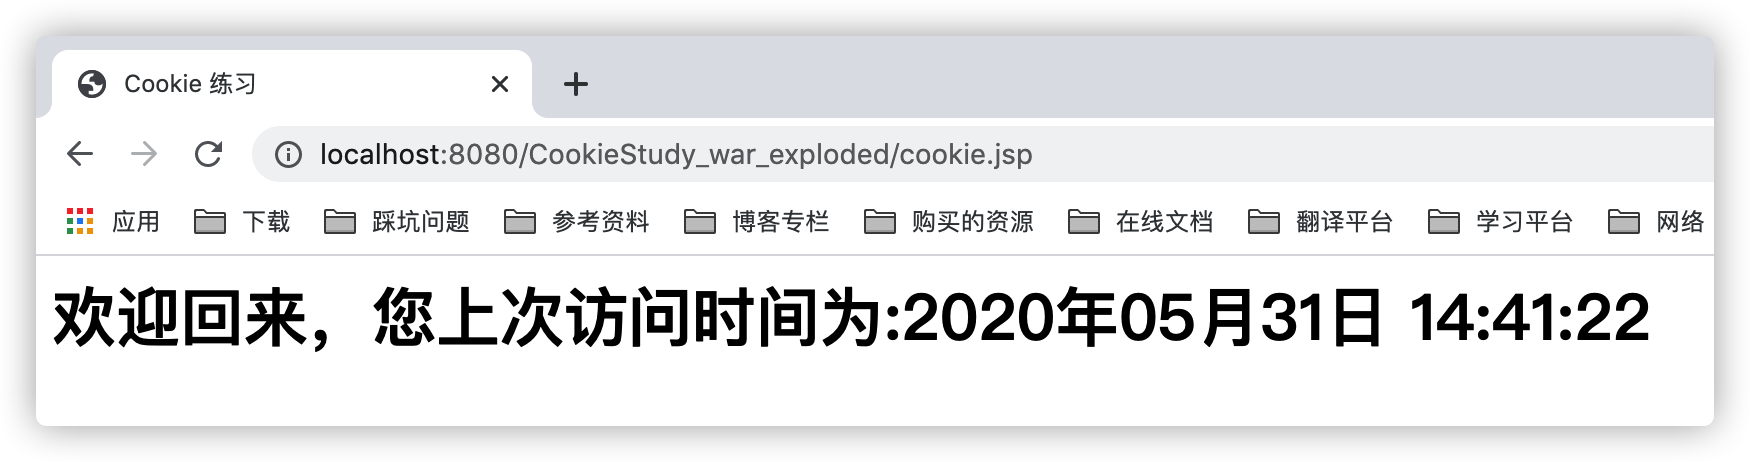 Cookie 练习
localhost:8080/CookieStudy_war_exploded/cookie.jsp
应用 下载 踩坑问题 参考资料 博客专栏 购买的资源 在线文档 翻译平台 学习平台 网络
欢迎回来，您上次访问时间为:2020年05月31日 14:41:22